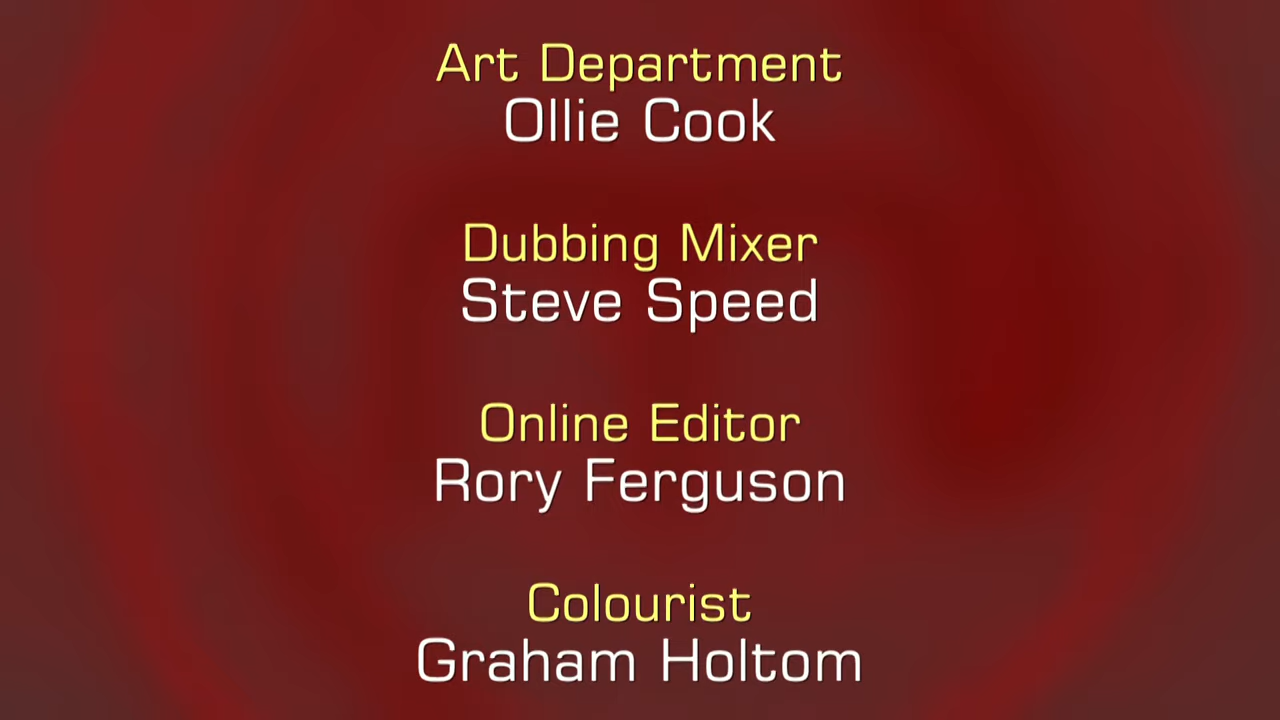 Art Department
Ollie Cook
Dubbing Mixer
Steve Speed
Online Editor
Rory Ferguson
Colourist
Graham Holtom